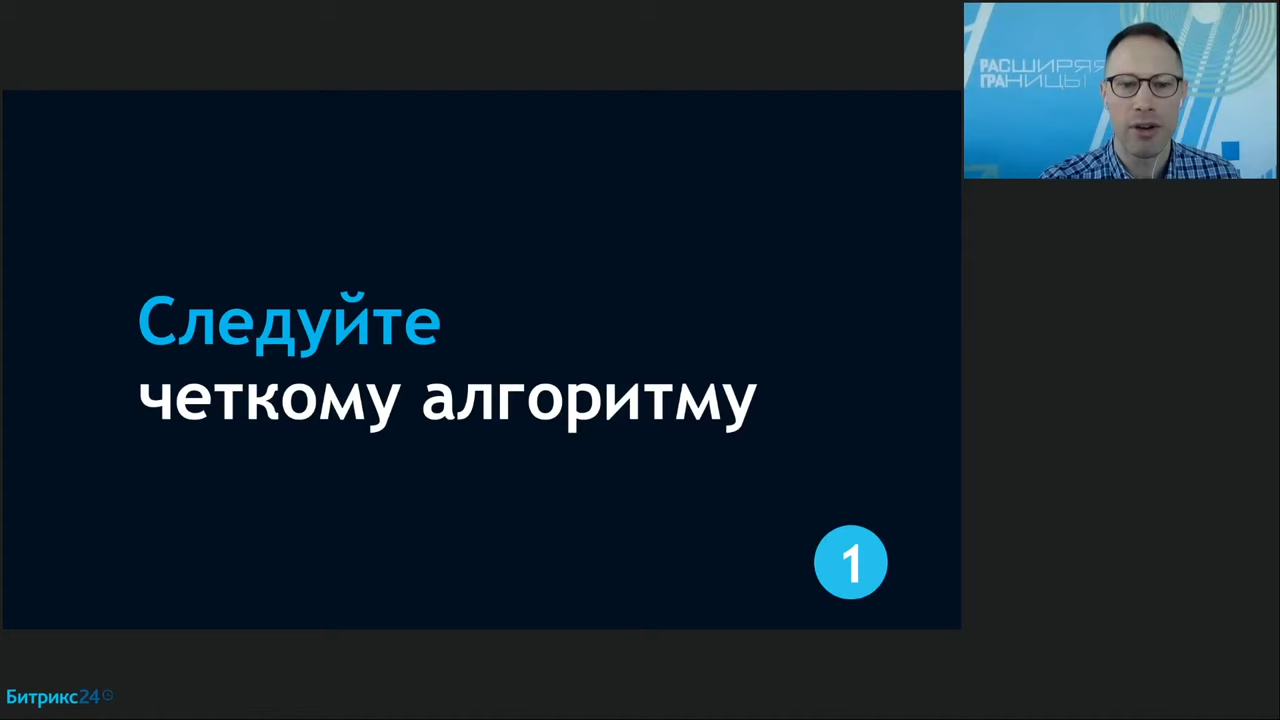 РАСШИРЯЯ
ГРАНИЦЫ
Следуйте
четкому алгоритму
1
Битрикс24